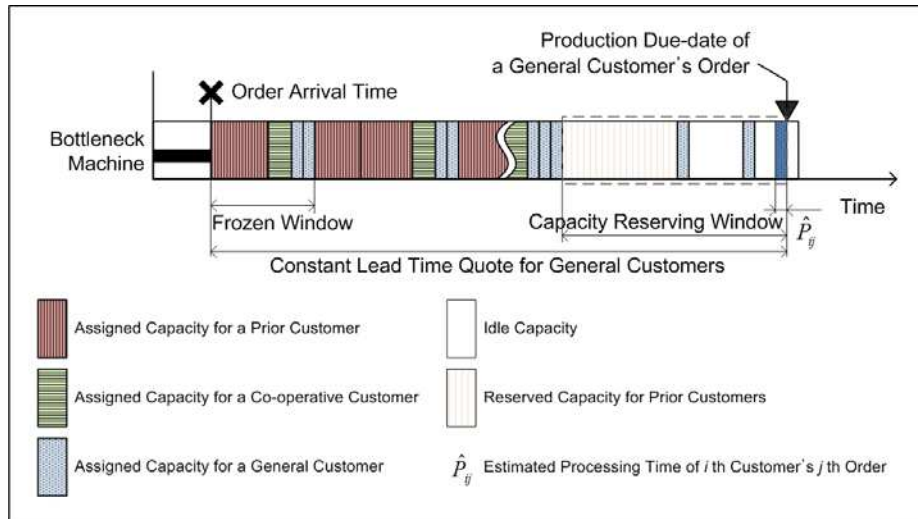 Production Due-date of
a General Customer's Order
Order Arrival Time
Bottleneck
Machine
Time
Frozen Window
Capacity Reserving Window
P̂ij
Constant Lead Time Quote for General Customers
Assigned Capacity for a Prior Customer
Idle Capacity
Assigned Capacity for a Co-operative Customer
Reserved Capacity for Prior Customers
Assigned Capacity for a General Customer
P̂ij Estimated Processing Time of i th Customer's j th Order